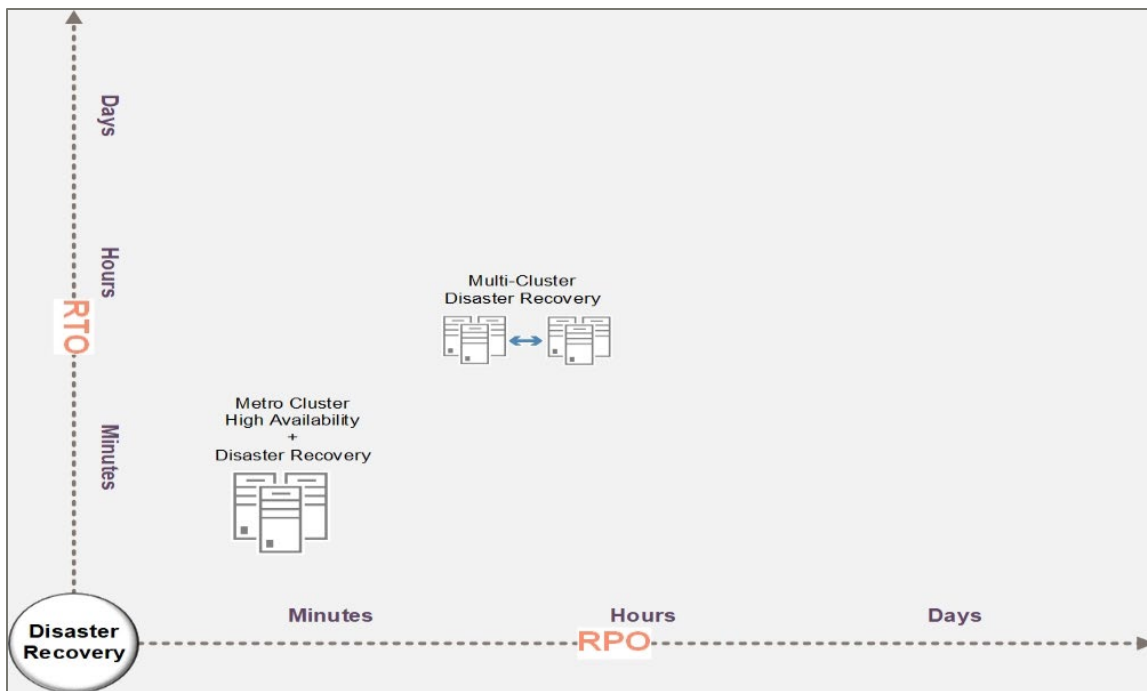 Days
Hours
RTO
Minutes
Multi-Cluster
Disaster Recovery
Metro Cluster
High Availability
+
Disaster Recovery
Disaster
Recovery
Minutes
Hours
Days
RPO